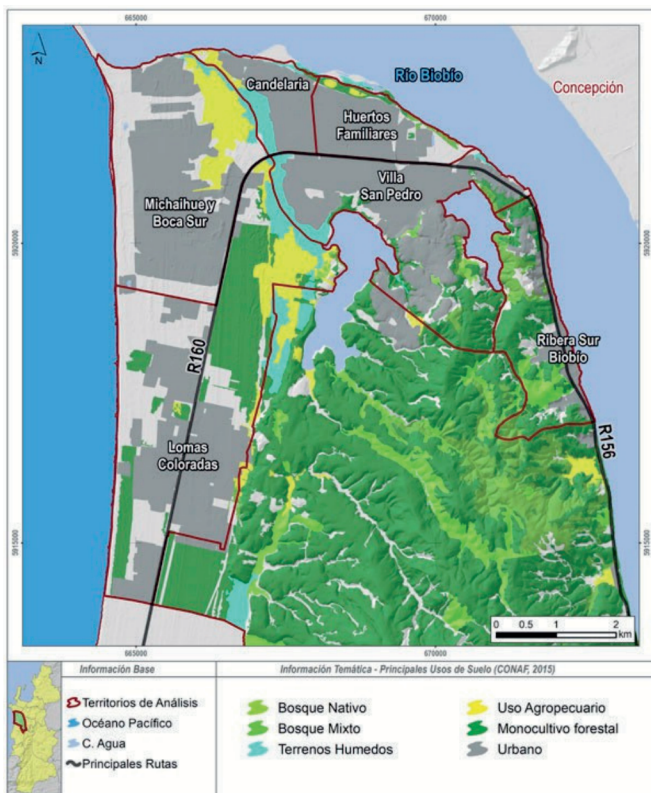 665000
670000
N
Río Biobío
Concepción
Candelaria
Huertos
Familiares
Villa
San Pedro
Michaihue y
Boca Sur
5920000
5920000
R160
Ribera Sur
Biobío
R156
Lomas
Coloradas
5915000
5915000
0 0.5 1 2
km
665000
670000
Información Base
Territorios de Análisis
Océano Pacífico
C. Agua
Principales Rutas
Información Temática - Principales Usos de Suelo (CONAF, 2015)
Bosque Nativo
Bosque Mixto
Terrenos Humedos
Uso Agropecuario
Monocultivo forestal
Urbano